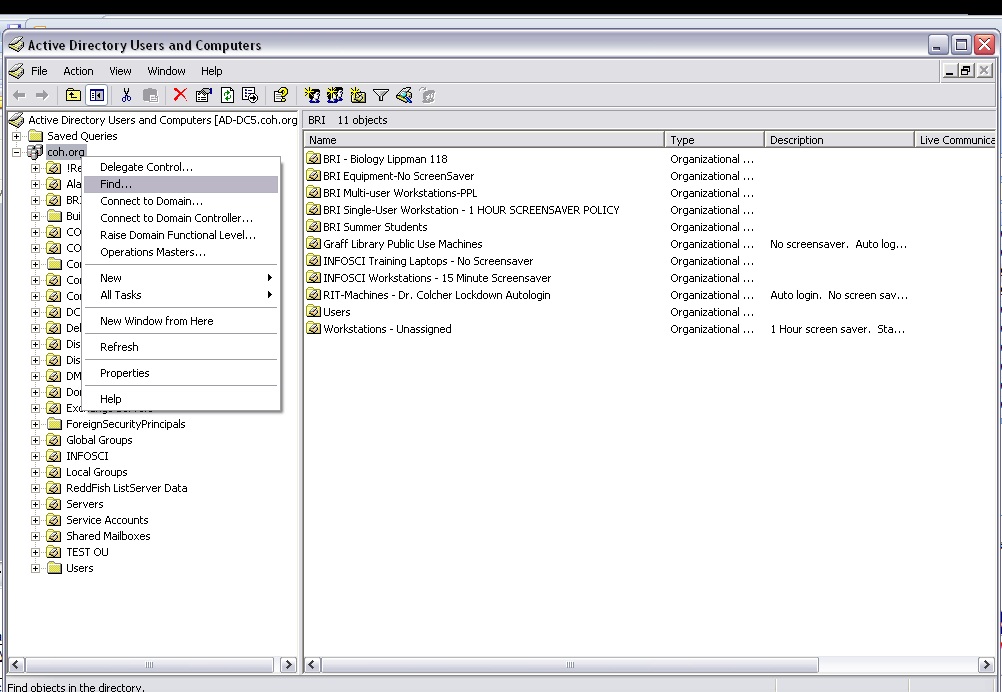 Active Directory Users and Computers
File Action View Window Help
Active Directory Users and Computers [AD-DC5.coh.org
Saved Queries
coh.org
!Re
Ala
BRI
Bui
CO
CO
Con
Con
Con
DC
Del
Dis
Dis
DM
Dor
Exchange Servers
ForeignSecurityPrincipals
Global Groups
INFOSCI
Local Groups
ReddFish ListServer Data
Servers
Service Accounts
Shared Mailboxes
TEST OU
Users
Delegate Control...
Find...
Connect to Domain...
Connect to Domain Controller...
Raise Domain Functional Level...
Operations Masters...
New
All Tasks
New Window from Here
Refresh
Properties
Help
BRI 11 objects
Name Type Description Live Communica
BRI - Biology Lippman 118 Organizational ...
BRI Equipment-No ScreenSaver Organizational ...
BRI Multi-user Workstations-PPL Organizational ...
BRI Single-User Workstation - 1 HOUR SCREENSAVER POLICY Organizational ...
BRI Summer Students Organizational ...
Graff Library Public Use Machines Organizational ... No screensaver. Auto log...
INFOSCI Training Laptops - No Screensaver Organizational ...
INFOSCI Workstations - 15 Minute Screensaver Organizational ...
RIT-Machines - Dr. Colcher Lockdown Autologin Organizational ... Auto login. No screen sav...
Users Organizational ...
Workstations - Unassigned Organizational ... 1 Hour screen saver. Sta...
Find objects in the directory.